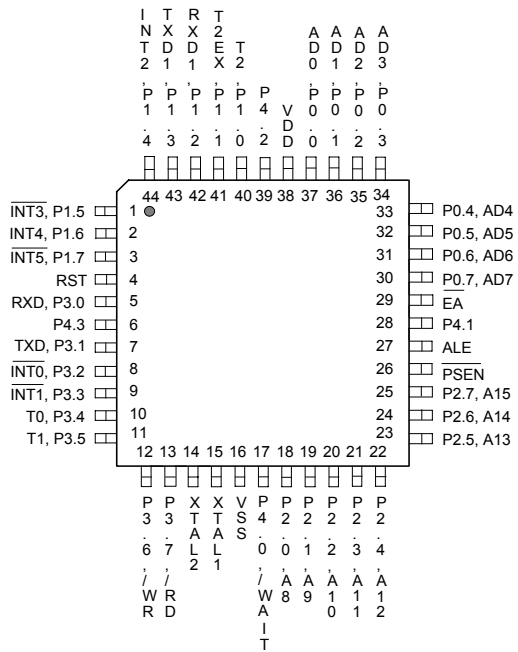 INT2,P1.4
TXD1,P1.3
RXD1,P1.2
T2EX,P1.1
T2,P1.0
P4.2
VDD
AD0,P0.0
AD1,P0.1
AD2,P0.2
AD3,P0.3
44 43 42 41 40 39 38 37 36 35 34
INT3, P1.5 1
INT4, P1.6 2
INT5, P1.7 3
RST 4
RXD, P3.0 5
P4.3 6
TXD, P3.1 7
INT0, P3.2 8
INT1, P3.3 9
T0, P3.4 10
T1, P3.5 11
33 P0.4, AD4
32 P0.5, AD5
31 P0.6, AD6
30 P0.7, AD7
29 EA
28 P4.1
27 ALE
26 PSEN
25 P2.7, A15
24 P2.6, A14
23 P2.5, A13
12 13 14 15 16 17 18 19 20 21 22
P3.6,/WR
P3.7,/RD
XTAL2
XTAL1
VSS
P4.0,/WAIT
P2.0,A8
P2.1,A9
P2.2,A10
P2.3,A11
P2.4,A12